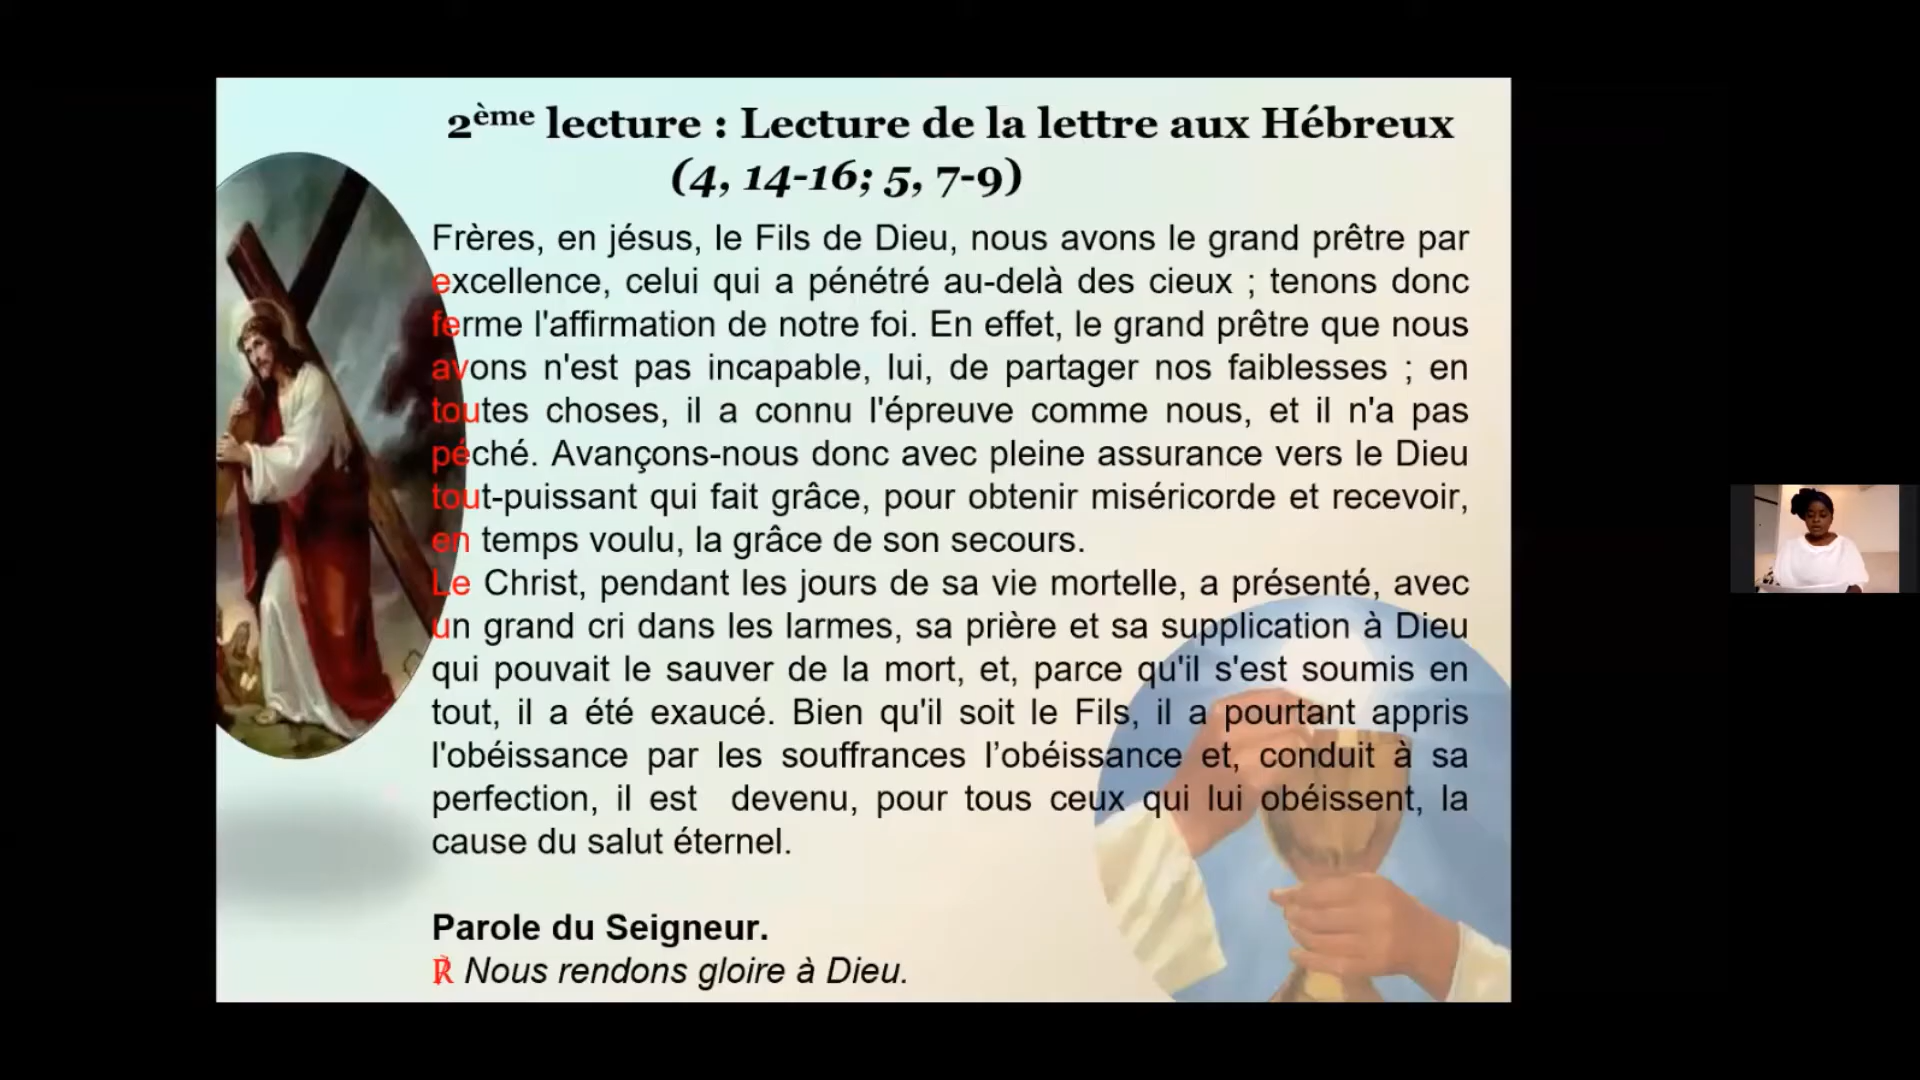 2ème lecture : Lecture de la lettre aux Hébreux
(4, 14-16; 5, 7-9)
Frères, en jésus, le Fils de Dieu, nous avons le grand prêtre par
excellence, celui qui a pénétré au-delà des cieux ; tenons donc
ferme l'affirmation de notre foi. En effet, le grand prêtre que nous
avons n'est pas incapable, lui, de partager nos faiblesses ; en
toutes choses, il a connu l'épreuve comme nous, et il n'a pas
péché. Avançons-nous donc avec pleine assurance vers le Dieu
tout-puissant qui fait grâce, pour obtenir miséricorde et recevoir,
en temps voulu, la grâce de son secours.
Le Christ, pendant les jours de sa vie mortelle, a présenté, avec
un grand cri dans les larmes, sa prière et sa supplication à Dieu
qui pouvait le sauver de la mort, et, parce qu'il s'est soumis en
tout, il a été exaucé. Bien qu'il soit le Fils, il a pourtant appris
l'obéissance par les souffrances l’obéissance et, conduit à sa
perfection, il est devenu, pour tous ceux qui lui obéissent, la
cause du salut éternel.
Parole du Seigneur.
℟ Nous rendons gloire à Dieu.